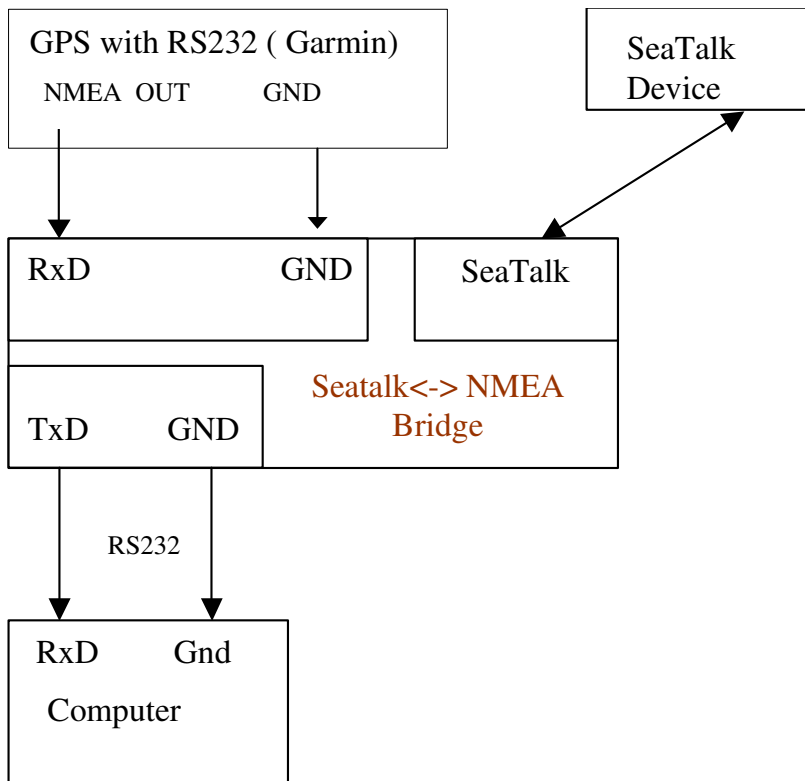 GPS with RS232 ( Garmin)
NMEA OUT GND
SeaTalk
Device
RxD GND
SeaTalk
Seatalk<-> NMEA
Bridge
TxD GND
RS232
RxD Gnd
Computer